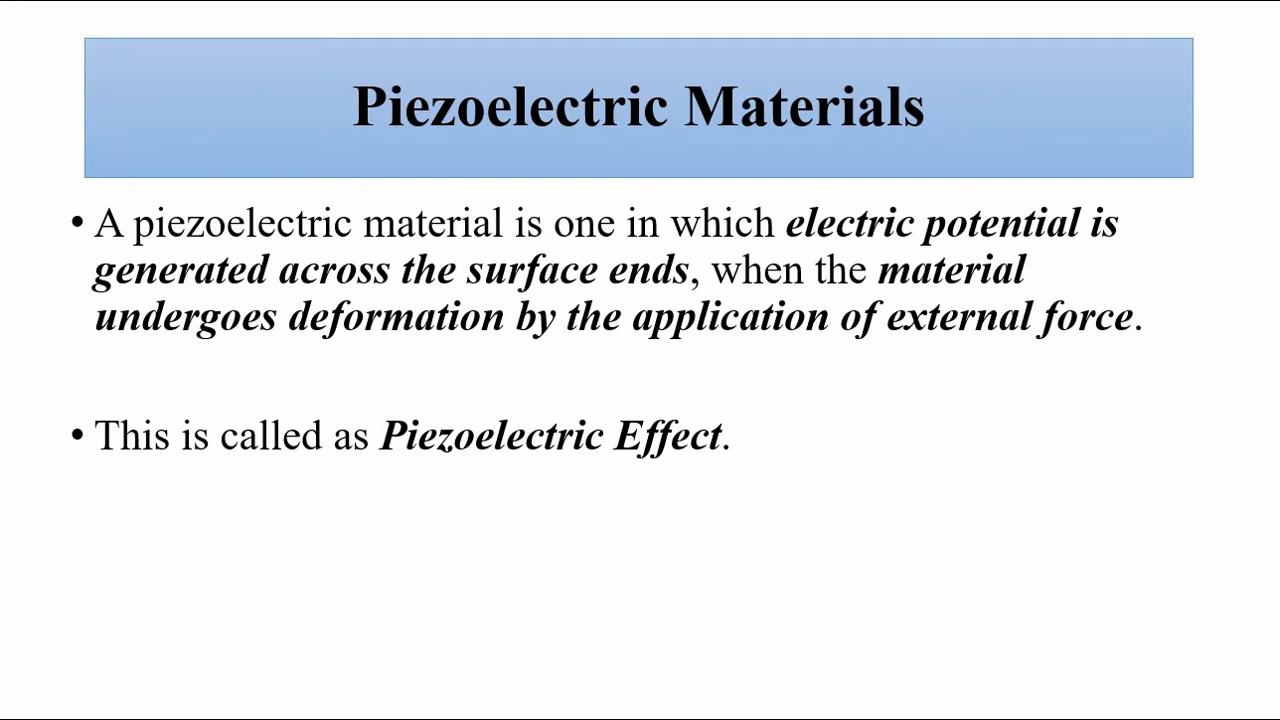 Piezoelectric Materials
• A piezoelectric material is one in which electric potential is
generated across the surface ends, when the material
undergoes deformation by the application of external force.
• This is called as Piezoelectric Effect.